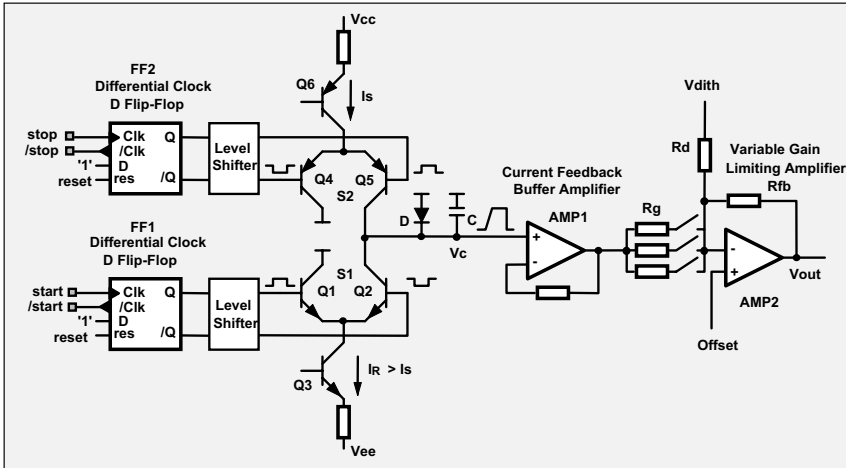 Vcc
FF2
Differential Clock
D Flip-Flop
Q6
Is
Vdith
stop
/stop
'1'
reset
Clk
/Clk
D
res
Q
/Q
Level
Shifter
Q4
Q5
S2
Current Feedback
Buffer Amplifier
Rd
Variable Gain
Limiting Amplifier
Rfb
D
C
Vc
AMP1
+
-
Rg
-
+
AMP2
Vout
Offset
FF1
Differential Clock
D Flip-Flop
start
/start
'1'
reset
Clk
/Clk
D
res
Q
/Q
Level
Shifter
S1
Q1
Q2
Q3
IR > Is
Vee